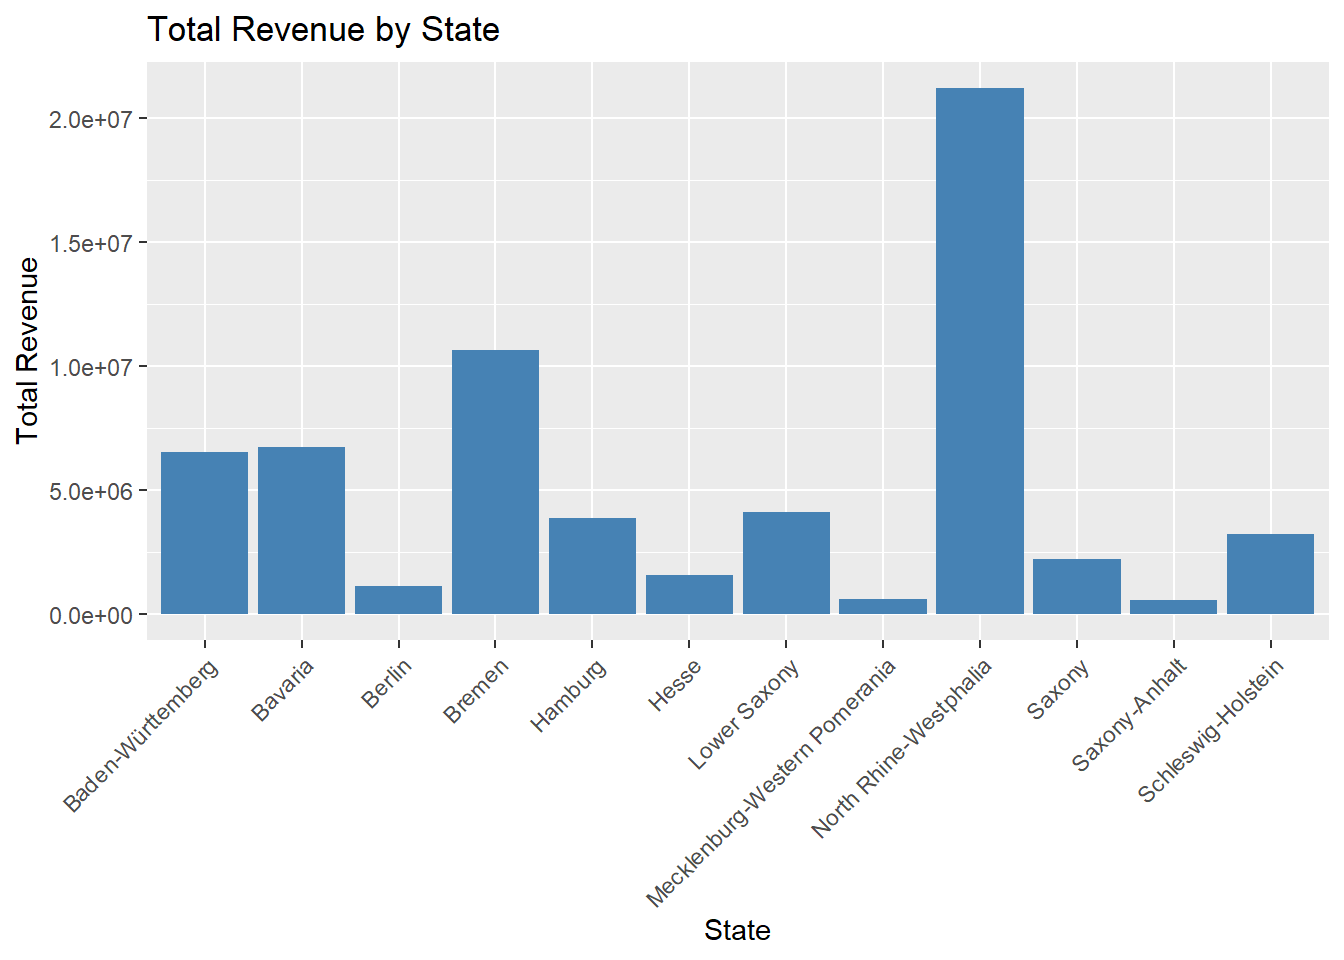 Total Revenue by State
Total Revenue
2.0e+07
1.5e+07
1.0e+07
5.0e+06
0.0e+00
Baden-Württemberg
Bavaria
Berlin
Bremen
Hamburg
Hesse
Lower Saxony
Mecklenburg-Western Pomerania
North Rhine-Westphalia
Saxony
Saxony-Anhalt
Schleswig-Holstein
State